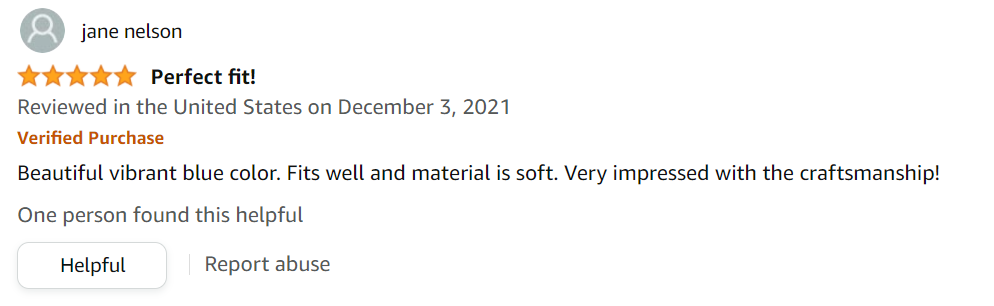 jane nelson
Perfect fit!
Reviewed in the United States on December 3, 2021
Verified Purchase
Beautiful vibrant blue color. Fits well and material is soft. Very impressed with the craftsmanship!
One person found this helpful
Helpful
Report abuse